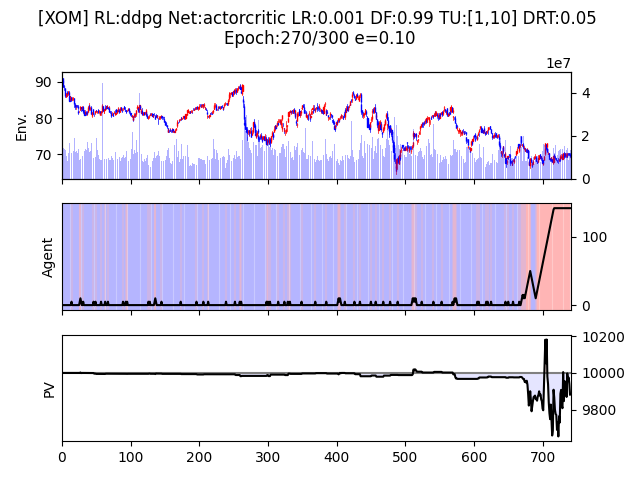 [XOM] RL:ddpg Net:actorcritic LR:0.001 DF:0.99 TU:[1,10] DRT:0.05
Epoch:270/300 e=0.10
1e7
90
80
70
Env.
4
2
0
Agent
100
0
PV
10200
10000
9800
0 100 200 300 400 500 600 700